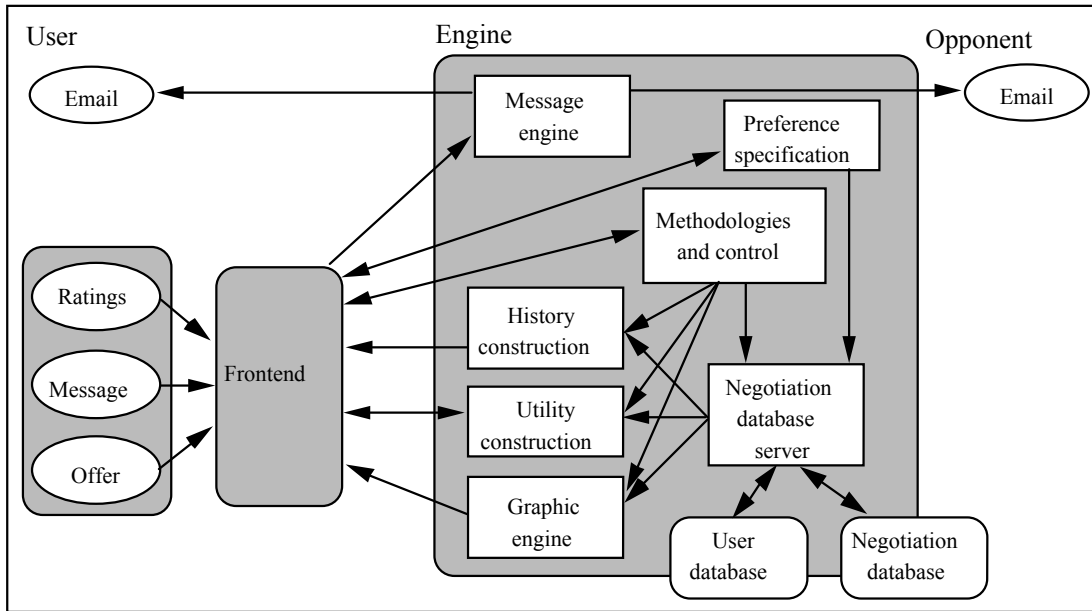 User
Engine
Opponent
Email
Message
engine
Email
Preference
specification
Methodologies
and control
Ratings
History
construction
Frontend
Message
Negotiation
database
server
Utility
construction
Offer
Graphic
engine
User
database
Negotiation
database